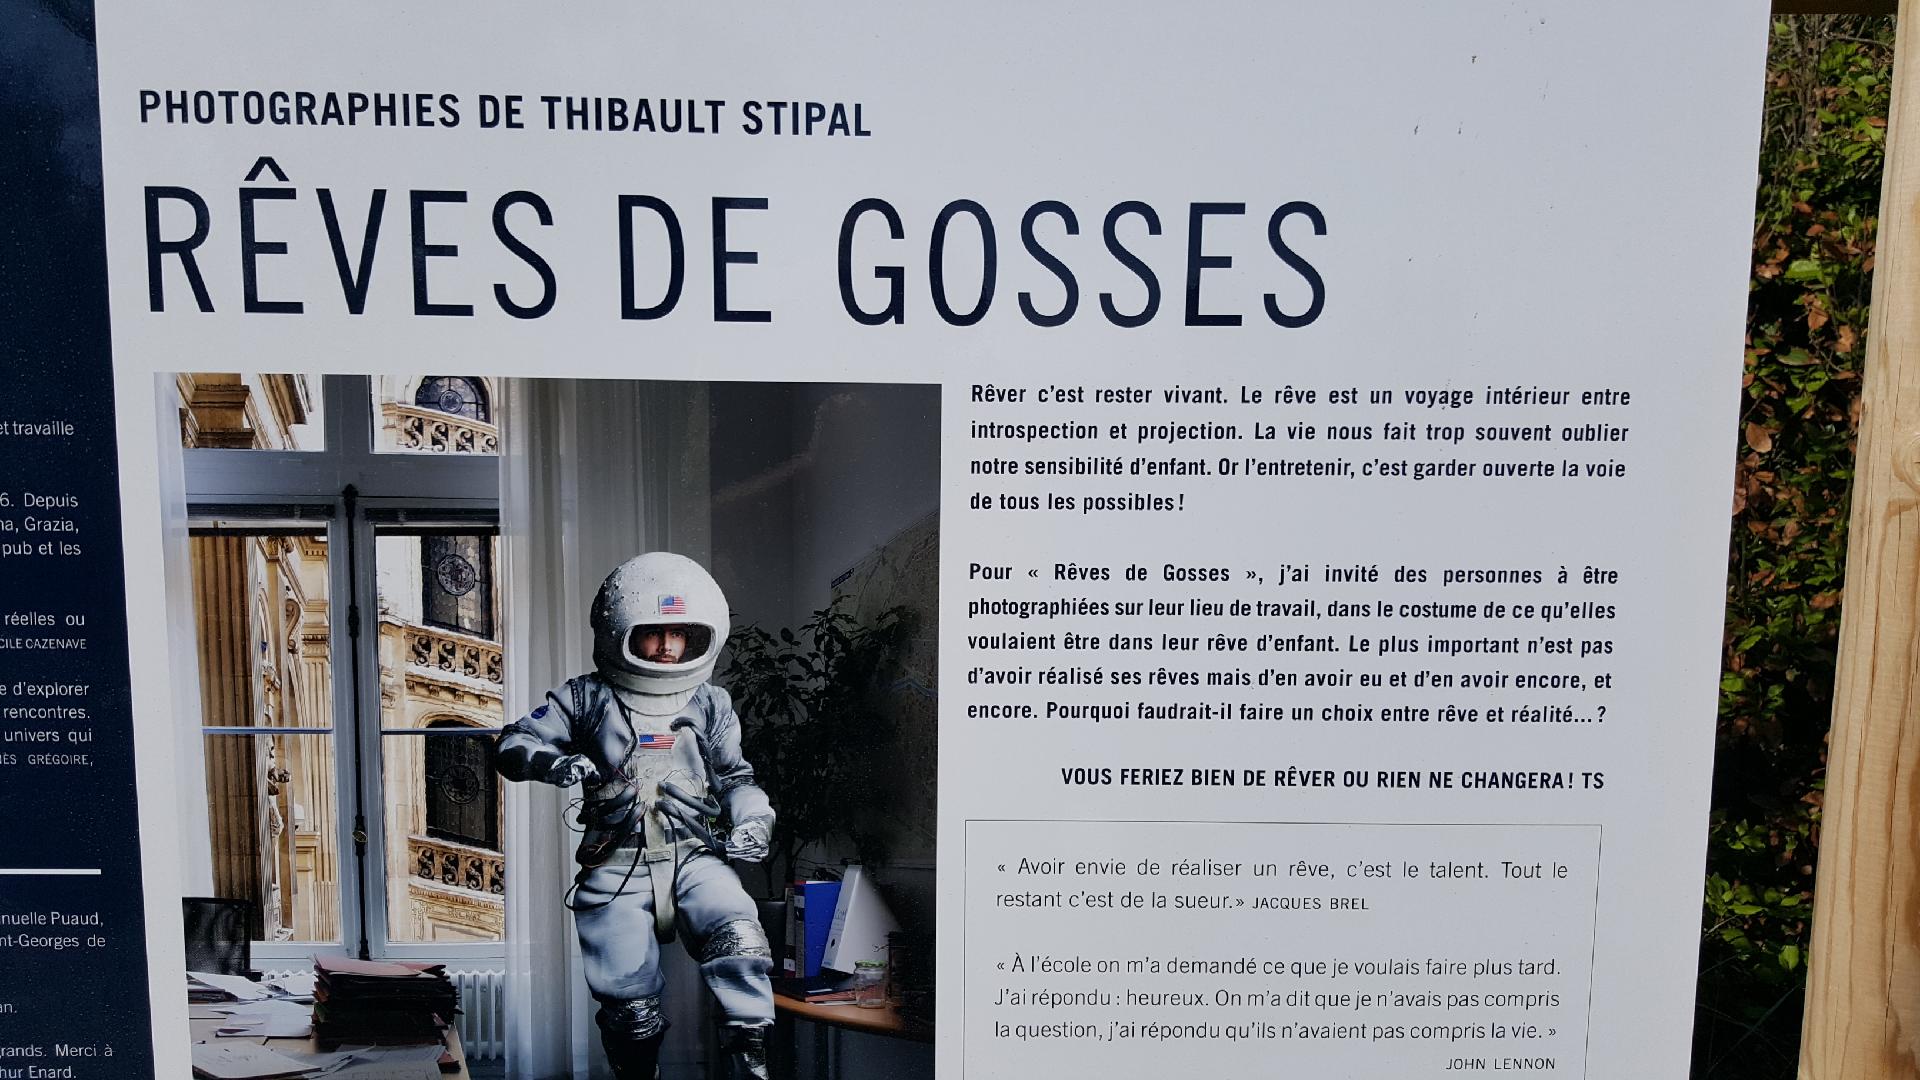 PHOTOGRAPHIES DE THIBAULT STIPAL
RÊVES DE GOSSES
Rêver c'est rester vivant. Le rêve est un voyage intérieur entre
introspection et projection. La vie nous fait trop souvent oublier
notre sensibilité d'enfant. Or l'entretenir, c'est garder ouverte la voie
de tous les possibles !
Pour « Rêves de Gosses », j'ai invité des personnes à être
photographiées sur leur lieu de travail, dans le costume de ce qu'elles
voulaient être dans leur rêve d'enfant. Le plus important n'est pas
d'avoir réalisé ses rêves mais d'en avoir eu et d'en avoir encore, et
encore. Pourquoi faudrait-il faire un choix entre rêve et réalité... ?
VOUS FERIEZ BIEN DE RÊVER OU RIEN NE CHANGERA ! TS
« Avoir envie de réaliser un rêve, c'est le talent. Tout le
restant c'est de la sueur. » JACQUES BREL
« À l'école on m'a demandé ce que je voulais faire plus tard.
J'ai répondu : heureux. On m'a dit que je n'avais pas compris
la question, j'ai répondu qu'ils n'avaient pas compris la vie. »
JOHN LENNON
et travaille
6. Depuis
Grazia,
pub et les
réelles ou
CAZENAVE
d'explorer
rencontres.
univers qui
GRÉGOIRE,
Puaud,
Georges de
Merci à
Enard.